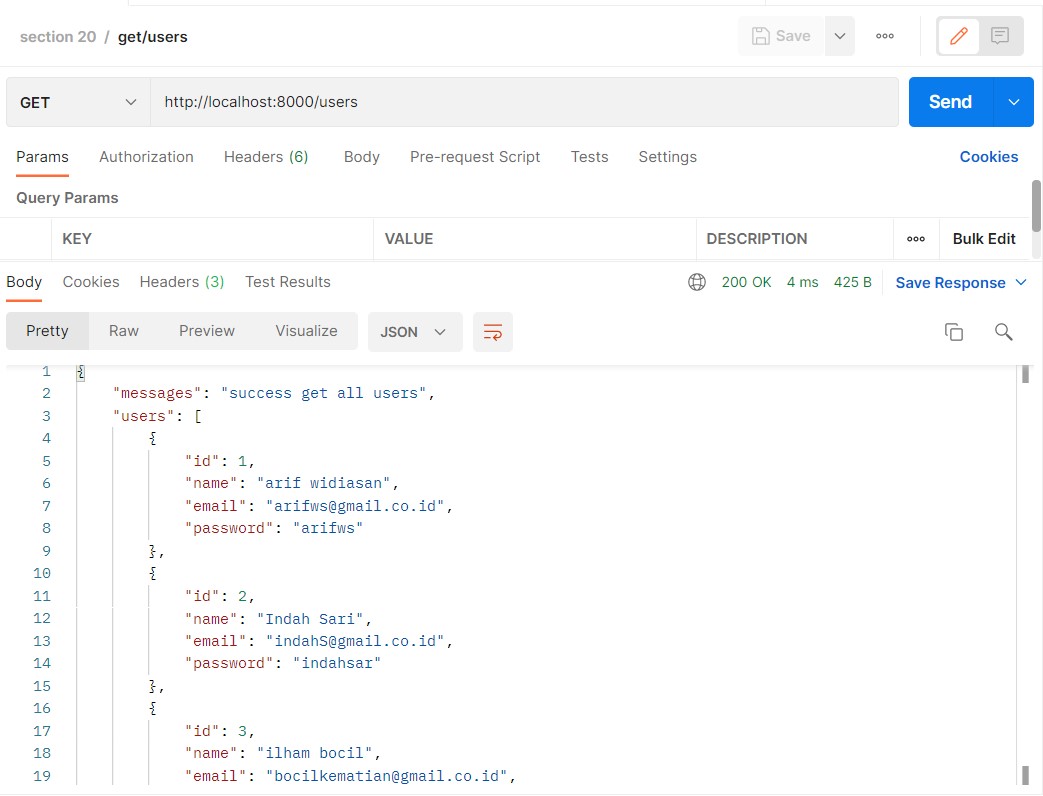 section 20 / get/users Save ooo
GET http://localhost:8000/users Send
Params Authorization Headers (6) Body Pre-request Script Tests Settings Cookies
Query Params
KEY VALUE DESCRIPTION ooo Bulk Edit
Body Cookies Headers (3) Test Results 200 OK 4 ms 425 B Save Response
Pretty Raw Preview Visualize JSON
1 {
2 "messages": "success get all users",
3 "users": [
4 {
5 "id": 1,
6 "name": "arif widiasan",
7 "email": "arifws@gmail.co.id",
8 "password": "arifws"
9 },
10 {
11 "id": 2,
12 "name": "Indah Sari",
13 "email": "indahS@gmail.co.id",
14 "password": "indahsar"
15 },
16 {
17 "id": 3,
18 "name": "ilham bocil",
19 "email": "bocilkematian@gmail.co.id",